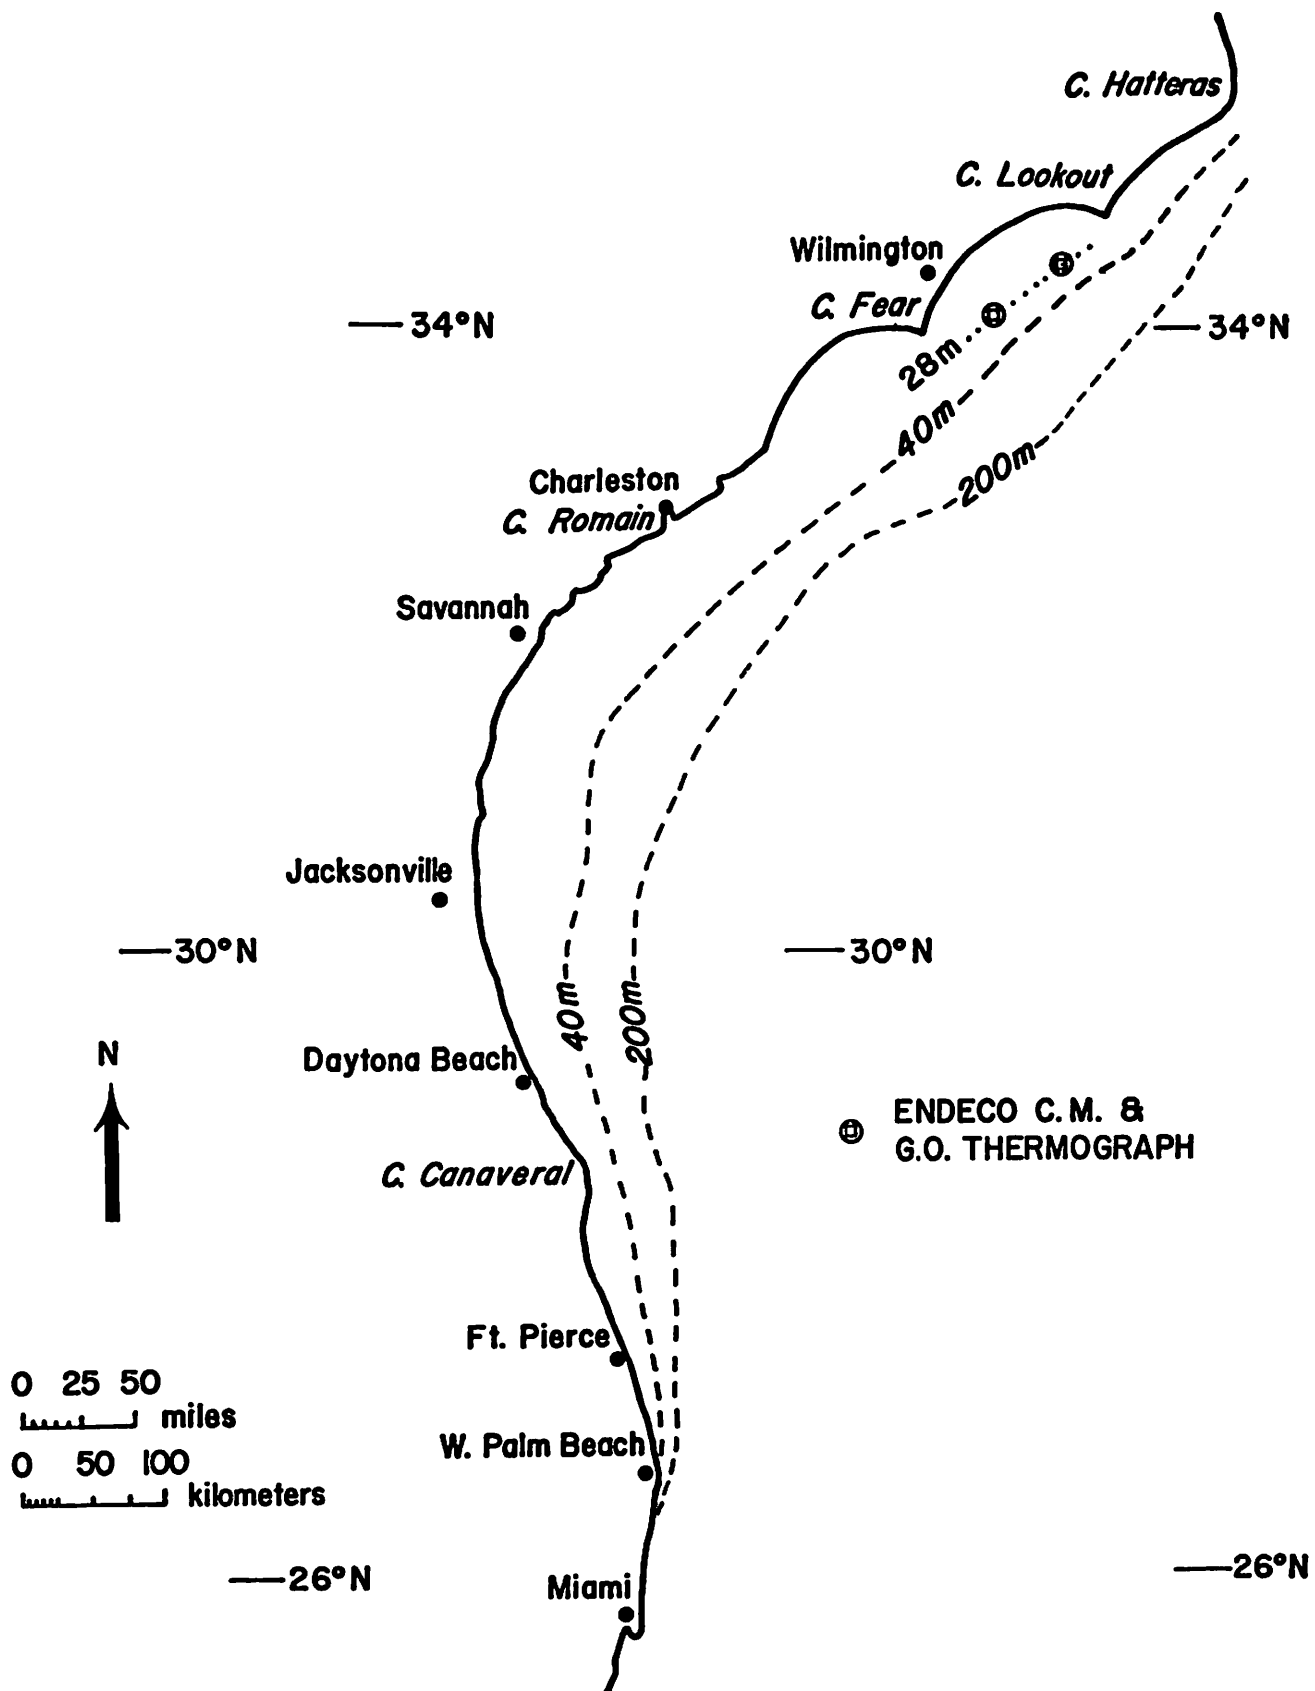 C. Hatteras
C. Lookout
Wilmington
C. Fear
34°N
34°N
28m
40m
200m
Charleston
C. Romain
Savannah
Jacksonville
30°N
30°N
40m
200m
N
Daytona Beach
ENDECO C.M. &
G.O. THERMOGRAPH
C. Canaveral
Ft. Pierce
0 25 50
miles
W. Palm Beach
0 50 100
kilometers
26°N
26°N
Miami